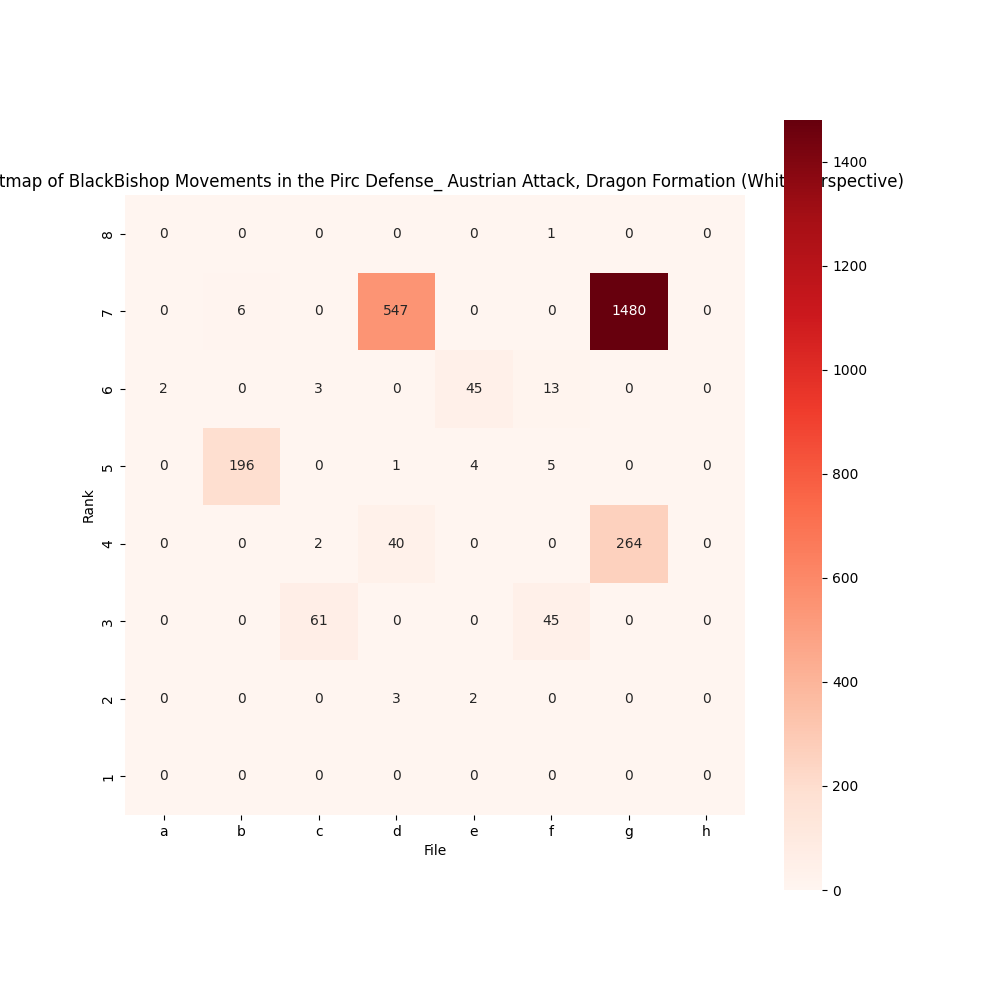 tmap of BlackBishop Movements in the Pirc Defense_ Austrian Attack, Dragon Formation (Whit rspective)
8 0 0 0 0 0 1 0 0
7 0 6 0 547 0 0 1480 0
6 2 0 3 0 45 13 0 0
5 0 196 0 1 4 5 0 0
4 0 0 2 40 0 0 264 0
3 0 0 61 0 0 45 0 0
2 0 0 0 3 2 0 0 0
1 0 0 0 0 0 0 0 0
a b c d e f g h
File
Rank
1400
1200
1000
800
600
400
200
0